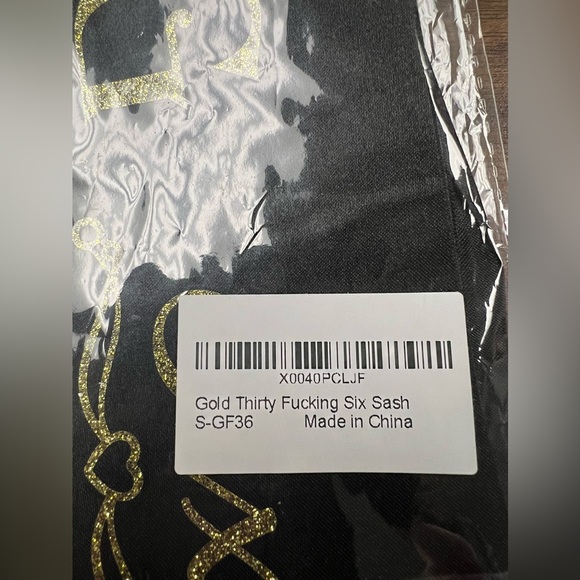 X0040PCLJF
Gold Thirty Fucking Six Sash
S-GF36 Made in China